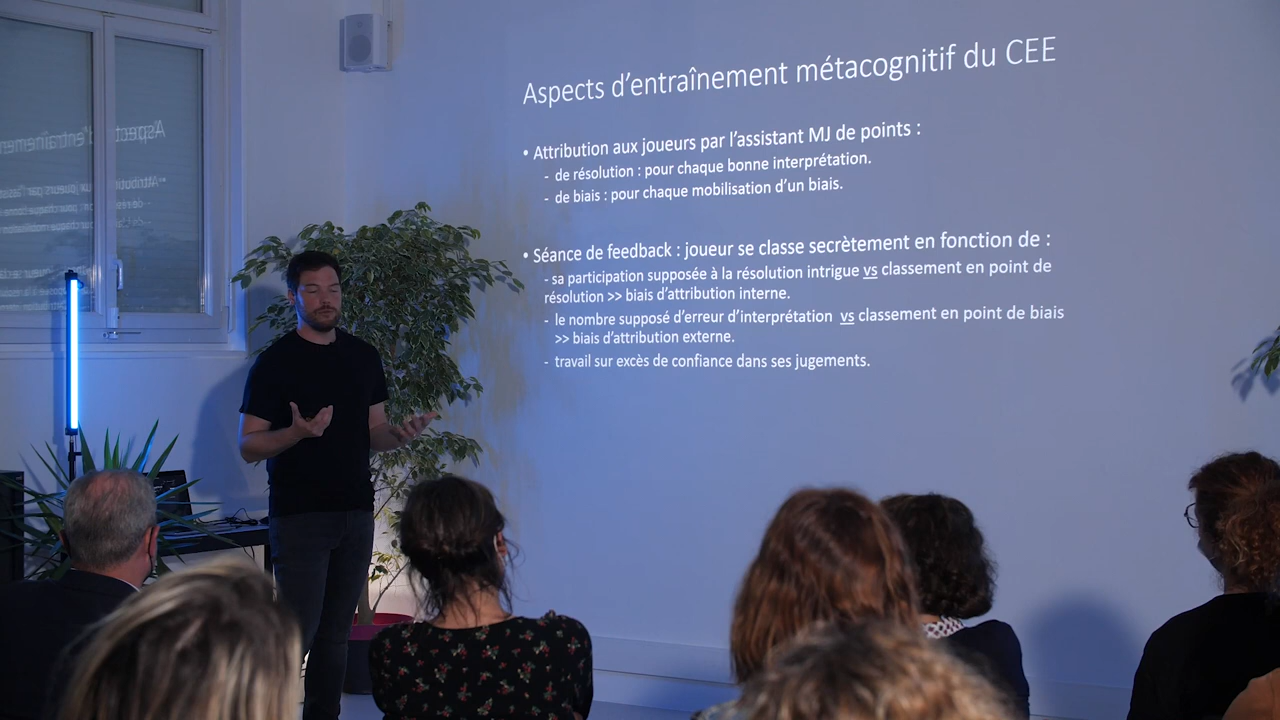 Aspects d'entraînement métacognitif du CEE
• Attribution aux joueurs par l'assistant MJ de points :
- de résolution : pour chaque bonne interprétation.
- de biais : pour chaque mobilisation d'un biais.
• Séance de feedback : joueur se classe secrètement en fonction de :
- sa participation supposée à la résolution intrigue vs classement en point de
résolution >> biais d'attribution interne.
- le nombre supposé d'erreur d'interprétation vs classement en point de biais
>> biais d'attribution externe.
- travail sur excès de confiance dans ses jugements.